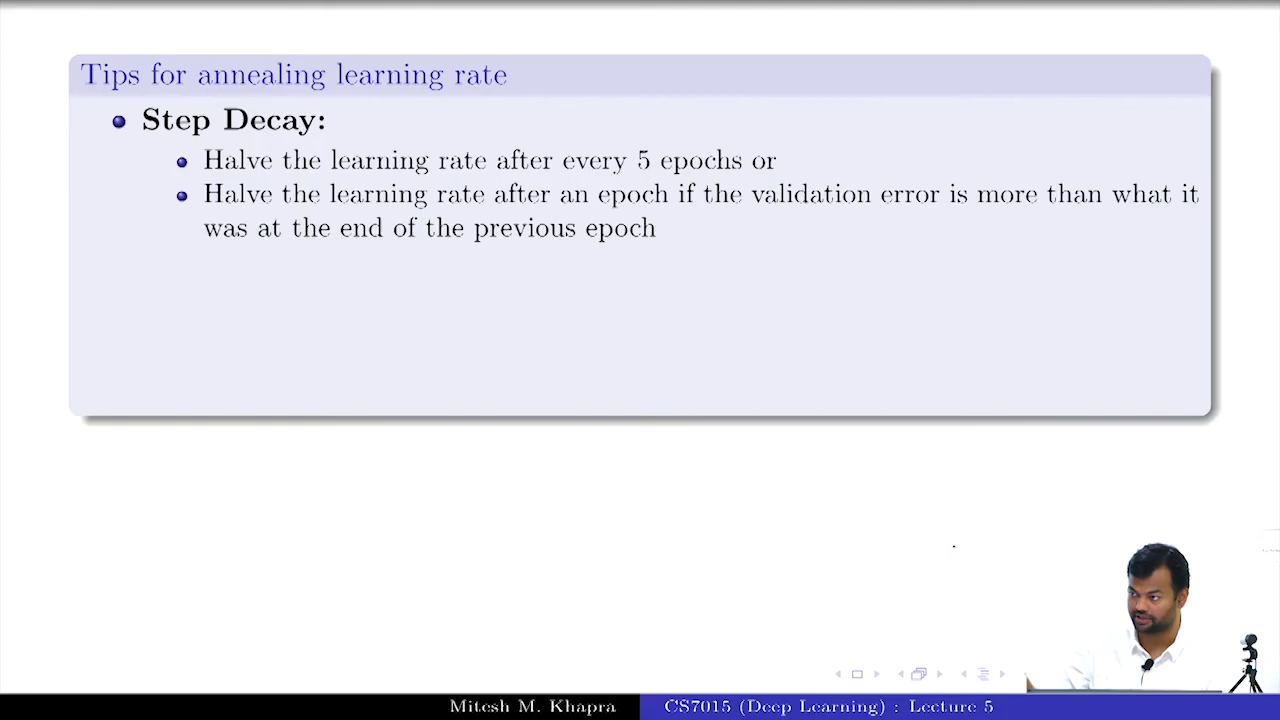 Tips for annealing learning rate
Step Decay:
Halve the learning rate after every 5 epochs or
Halve the learning rate after an epoch if the validation error is more than what it
was at the end of the previous epoch
Mitesh M. Khapra
CS7015 (Deep Learning) : Lecture 5